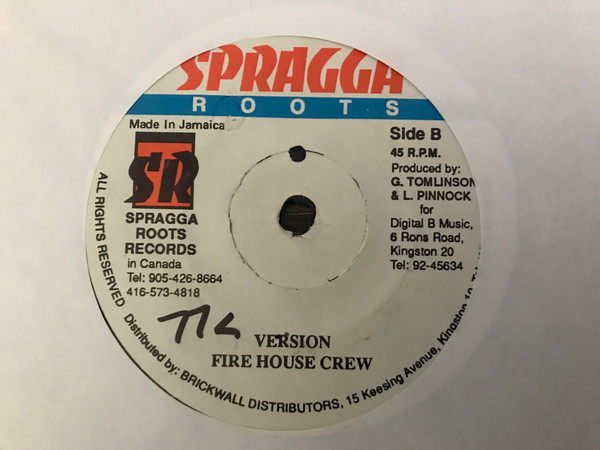 SPRAGGA
ROOTS
Made In Jamaica
SR
SPRAGGA
ROOTS
RECORDS
in Canada
Tel: 905-426-8664
416-573-4818
Side B
45 R.P.M.
Produced by:
G. TOMLINSON
& L. PINNOCK
for
Digital B Music,
6 Rons Road,
Kingston 20
Tel: 92-45634
VERSION
FIRE HOUSE CREW
ALL RIGHTS RESERVED
Distributed by: BRICKWALL DISTRIBUTORS, 15 Keesing Avenue, Kingston 10,